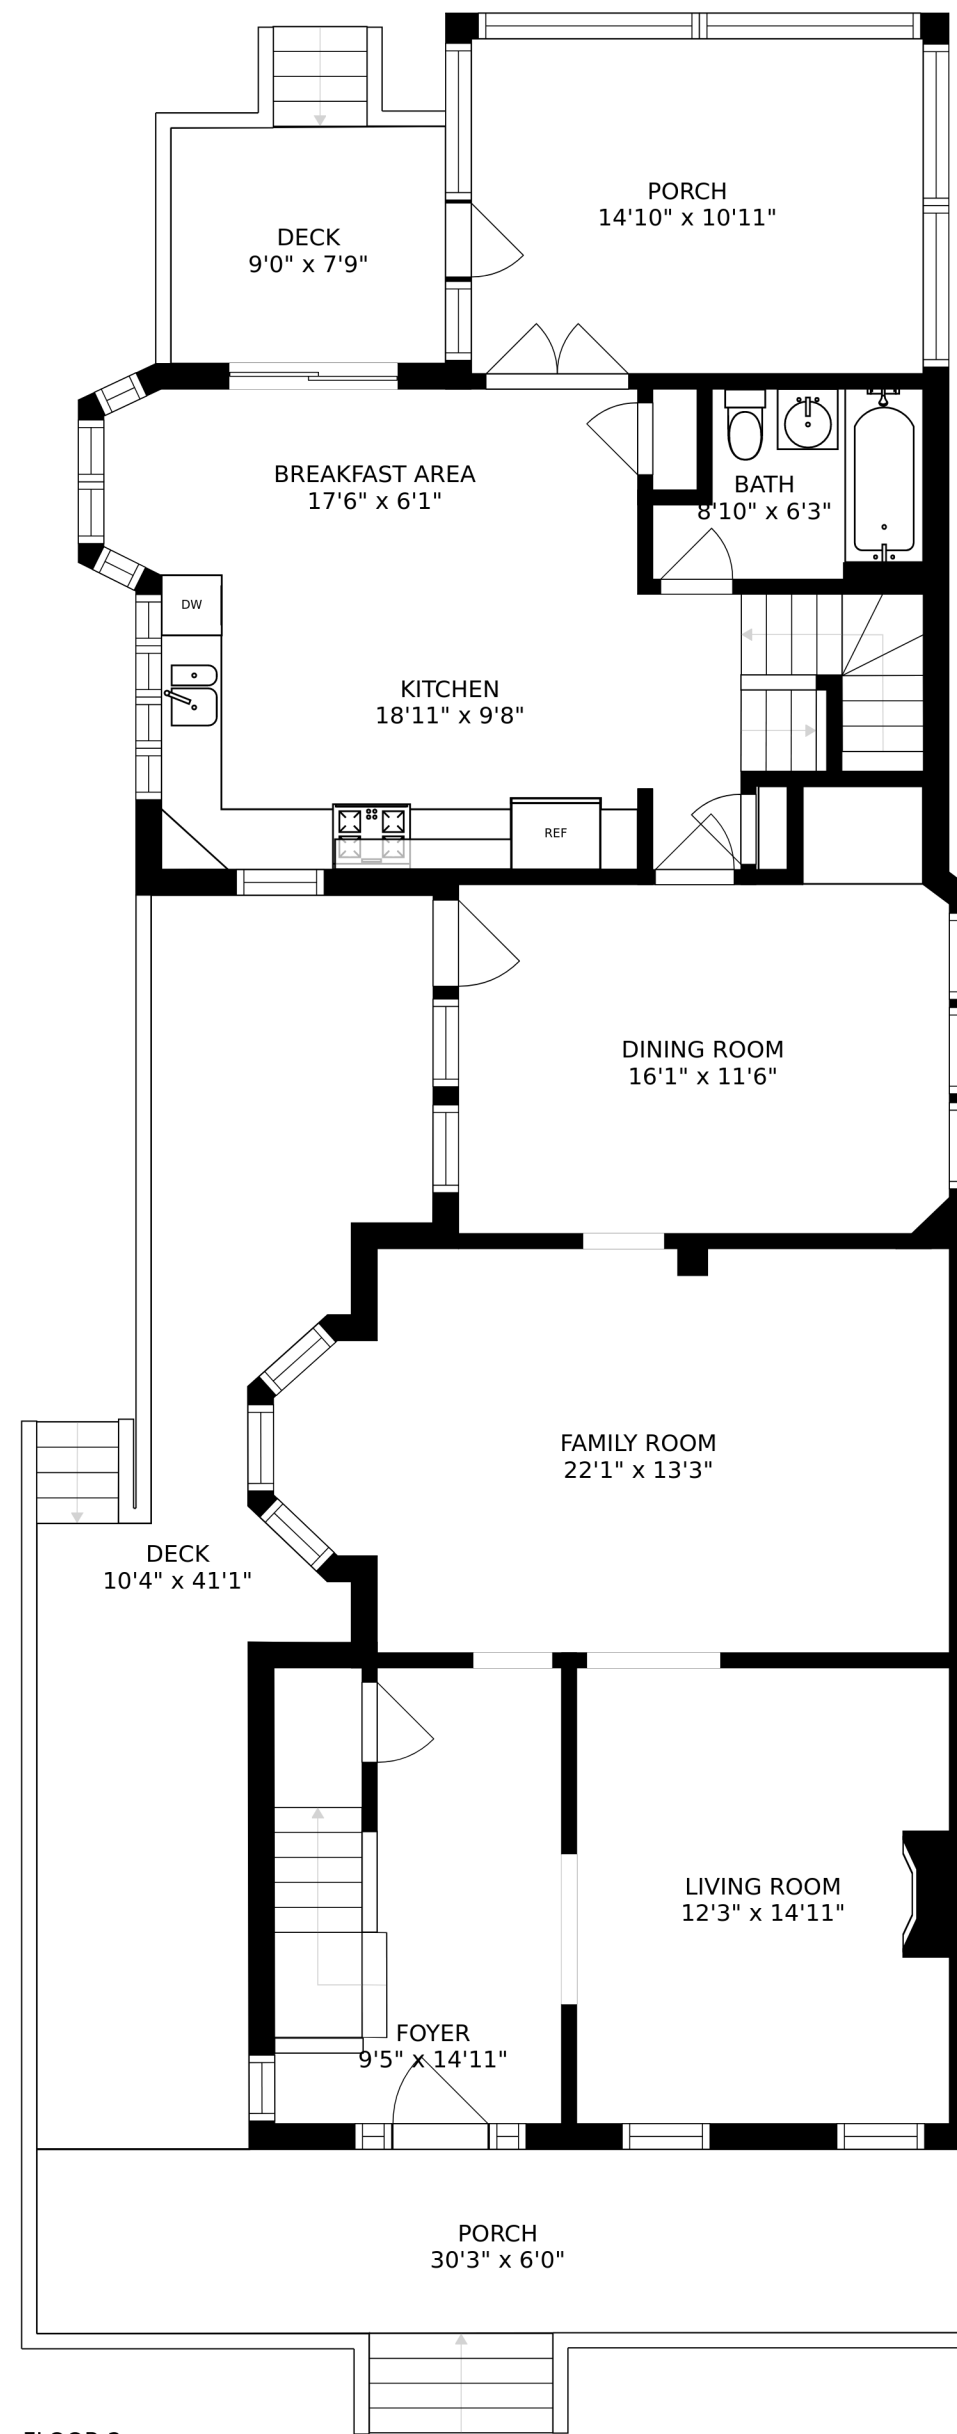 PORCH
14'10" x 10'11"
DECK
9'0" x 7'9"
BREAKFAST AREA
17'6" x 6'1"
BATH
8'10" x 6'3"
DW
KITCHEN
18'11" x 9'8"
REF
DINING ROOM
16'1" x 11'6"
FAMILY ROOM
22'1" x 13'3"
DECK
10'4" x 41'1"
LIVING ROOM
12'3" x 14'11"
FOYER
9'5" x 14'11"
PORCH
30'3" x 6'0"
FLOOR